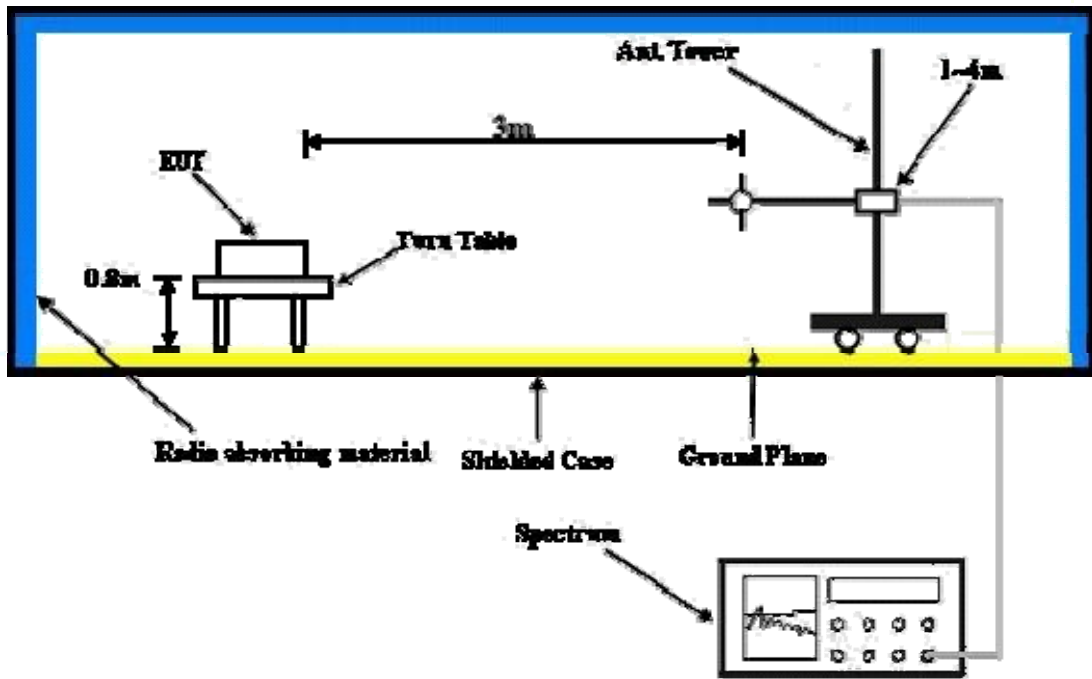 Ant. Tower
1-4m
3m
EUT
Turn Table
0.8m
Radio absorbing material
Shielded Case
Ground Plane
Spectrum